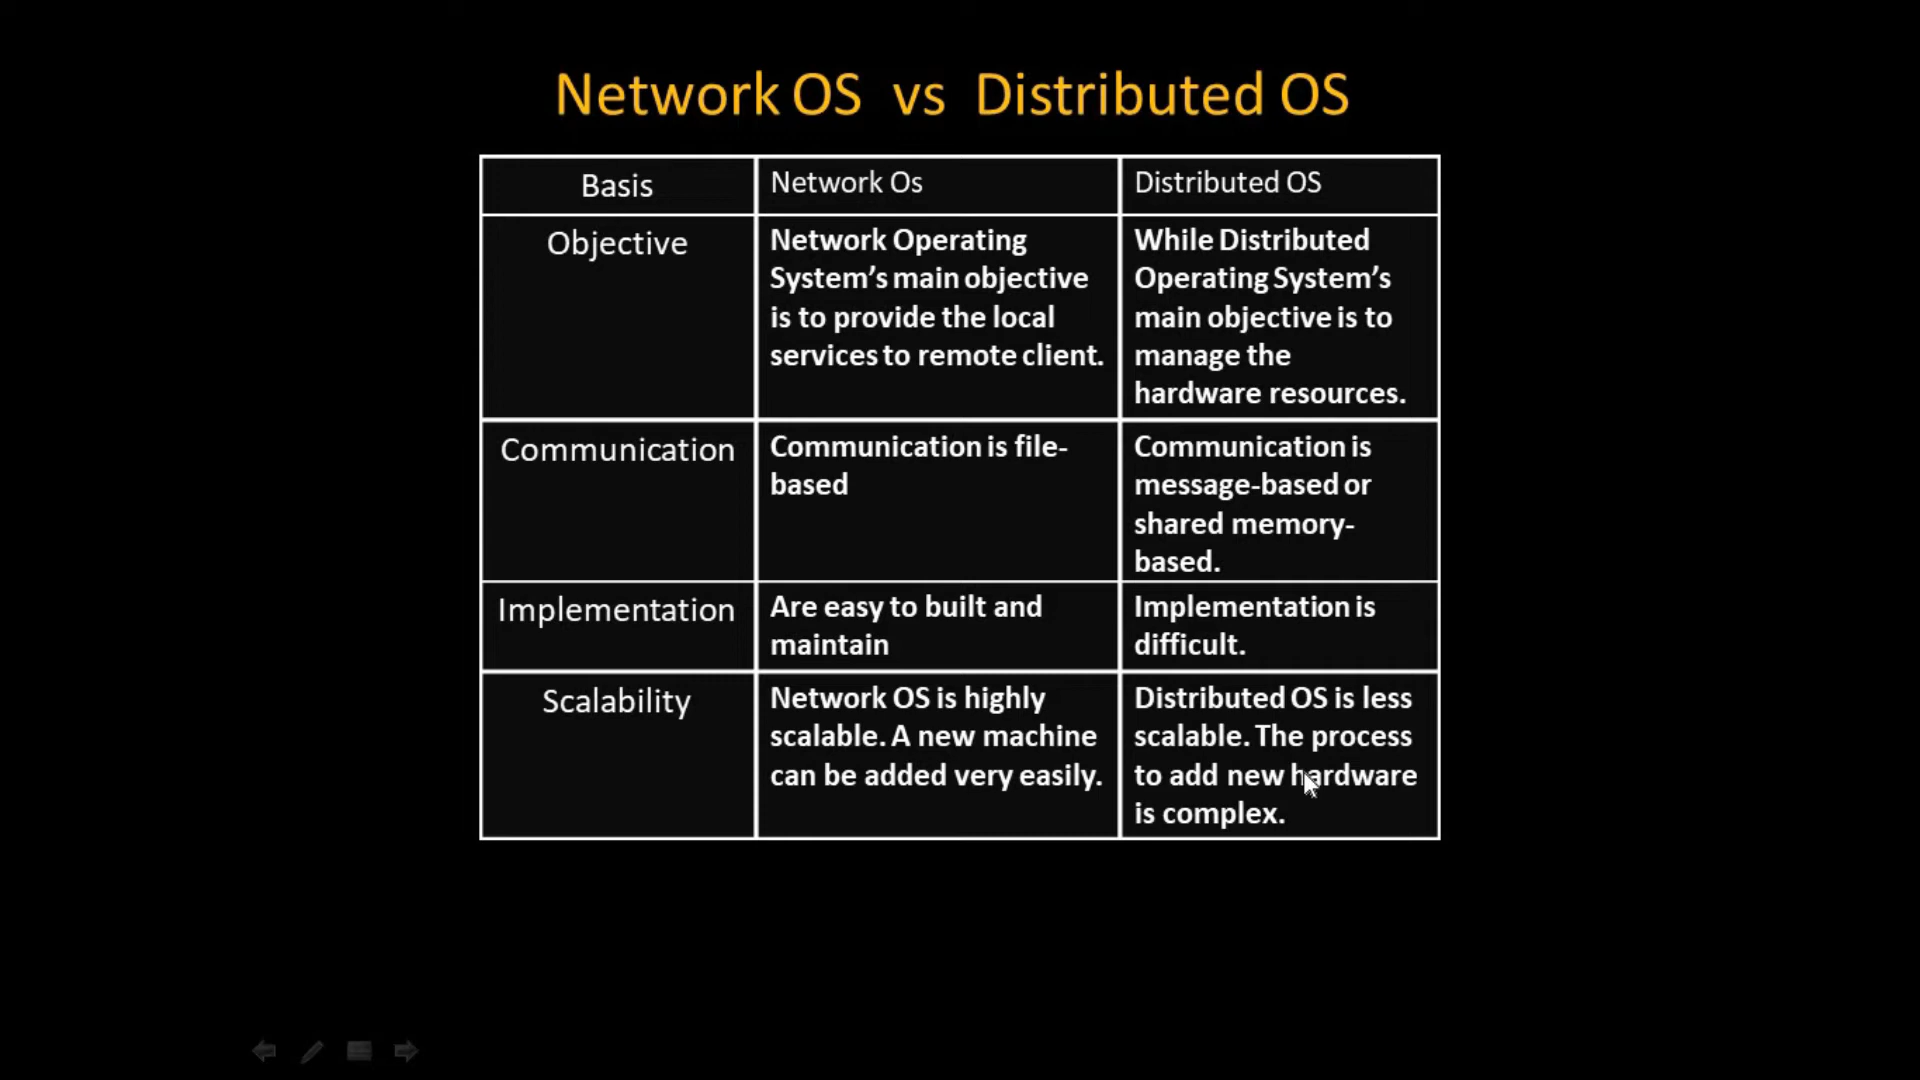 Network OS vs Distributed OS
Basis
Network Os
Distributed OS
Objective
Network Operating
System’s main objective
is to provide the local
services to remote client.
While Distributed
Operating System’s
main objective is to
manage the
hardware resources.
Communication
Communication is file-
based
Communication is
message-based or
shared memory-
based.
Implementation
Are easy to built and
maintain
Implementation is
difficult.
Scalability
Network OS is highly
scalable. A new machine
can be added very easily.
Distributed OS is less
scalable. The process
to add new hardware
is complex.